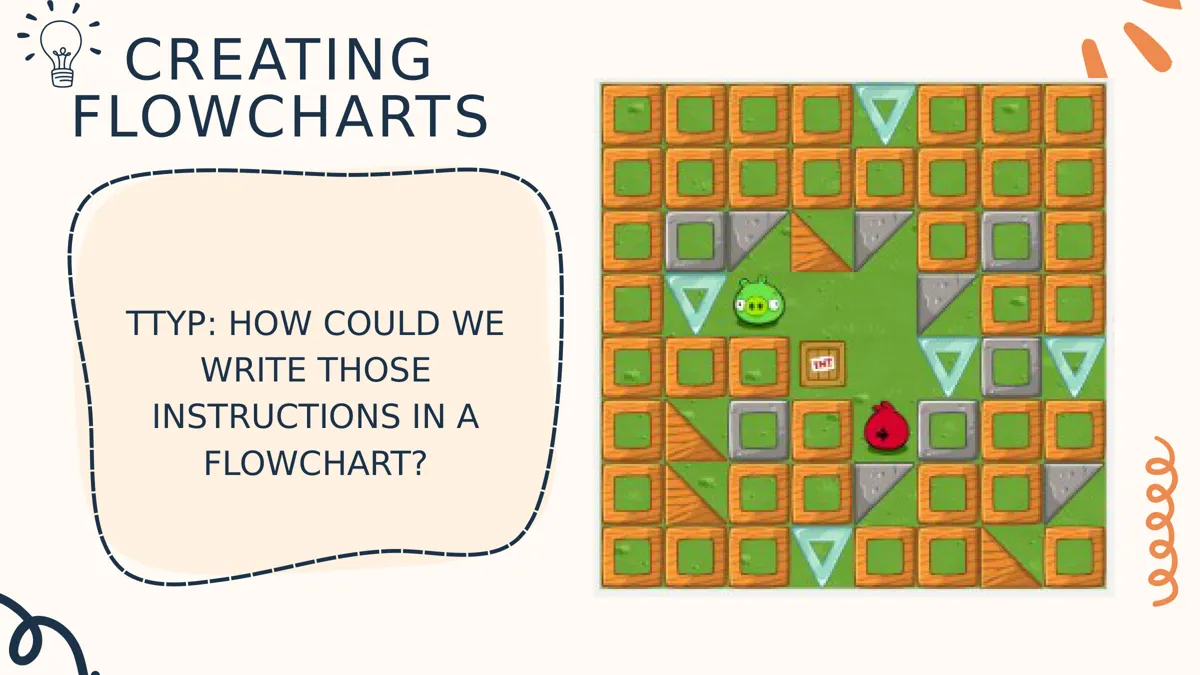 CREATING
FLOWCHARTS
TTYP: HOW COULD WE
WRITE THOSE
INSTRUCTIONS IN A
FLOWCHART?
TNT